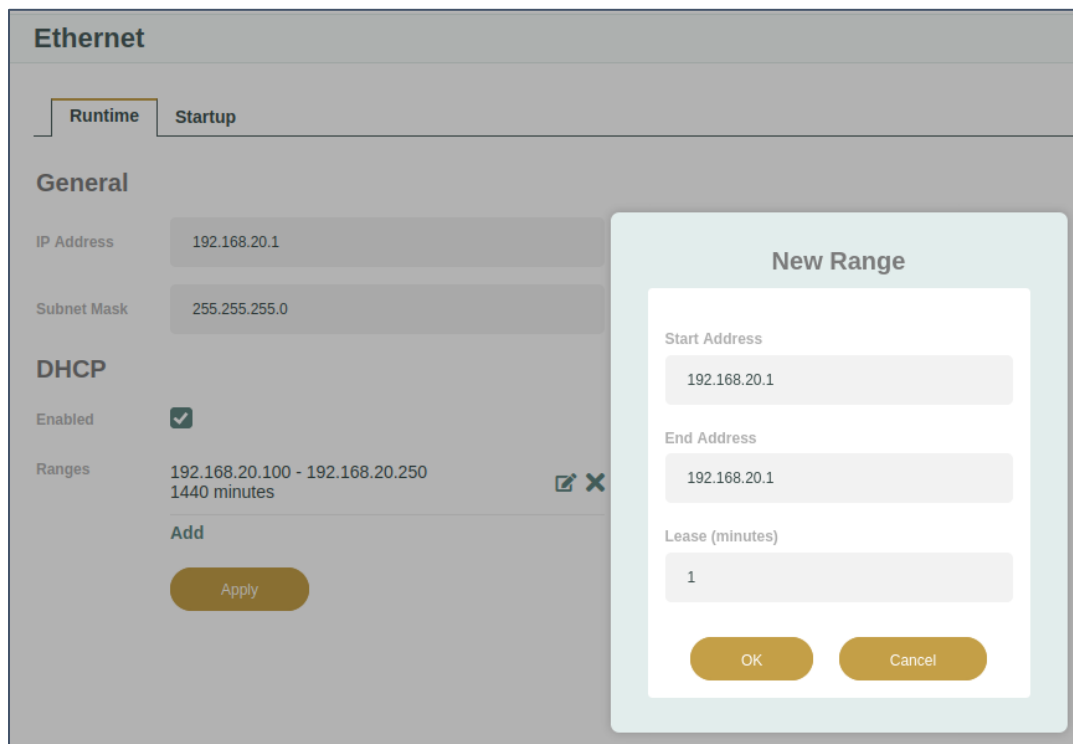 Ethernet
Runtime Startup
General
IP Address 192.168.20.1
Subnet Mask 255.255.255.0
DHCP
Enabled
Ranges 192.168.20.100 - 192.168.20.250
1440 minutes
Add
Apply
New Range
Start Address
192.168.20.1
End Address
192.168.20.1
Lease (minutes)
1
OK Cancel